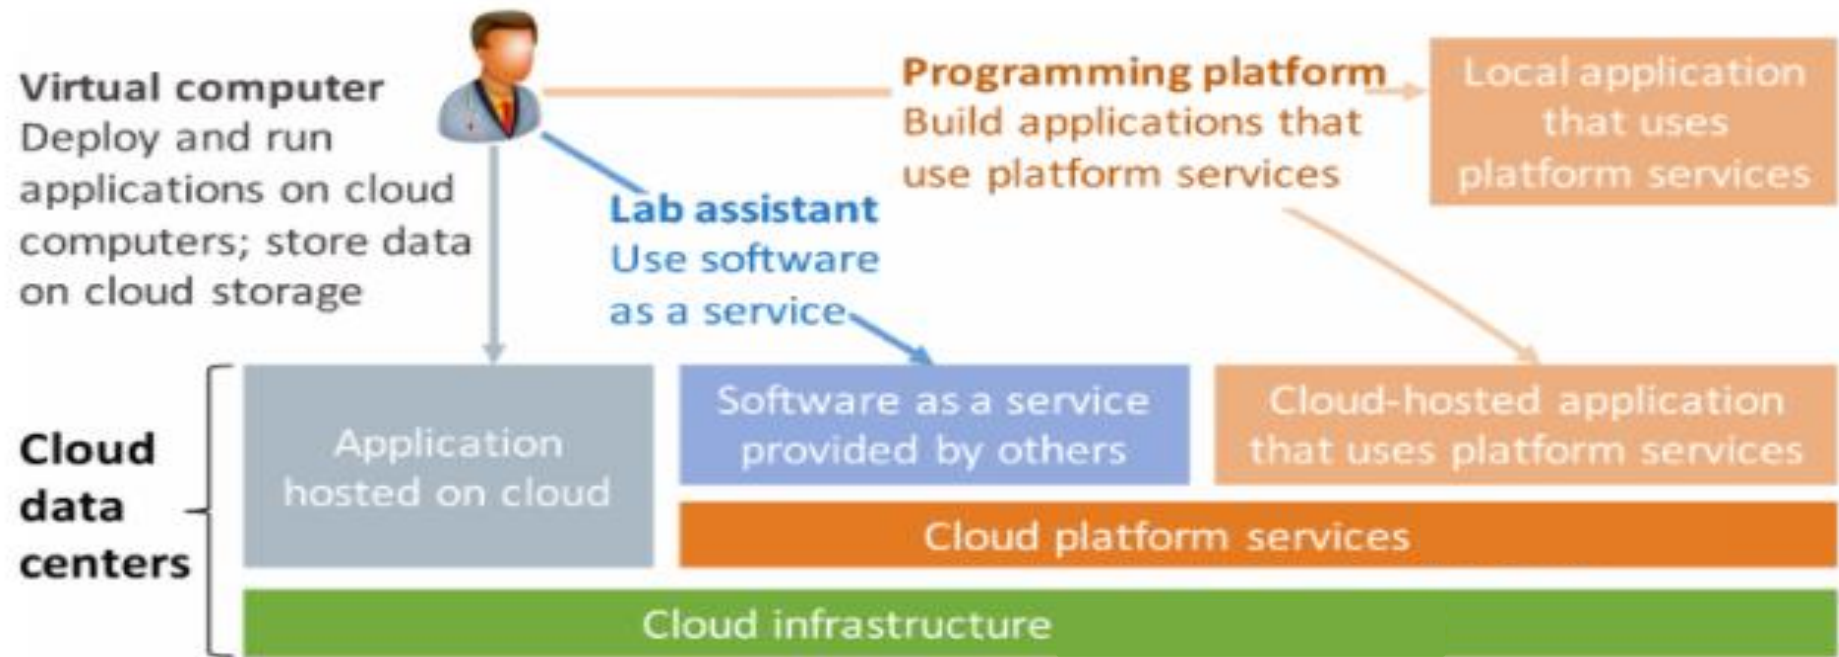 Virtual computer
Deploy and run
applications on cloud
computers; store data
on cloud storage
Lab assistant
Use software
as a service
Programming platform
Build applications that
use platform services
Local application
that uses
platform services
Cloud
data
centers
Application
hosted on cloud
Software as a service
provided by others
Cloud-hosted application
that uses platform services
Cloud platform services
Cloud infrastructure